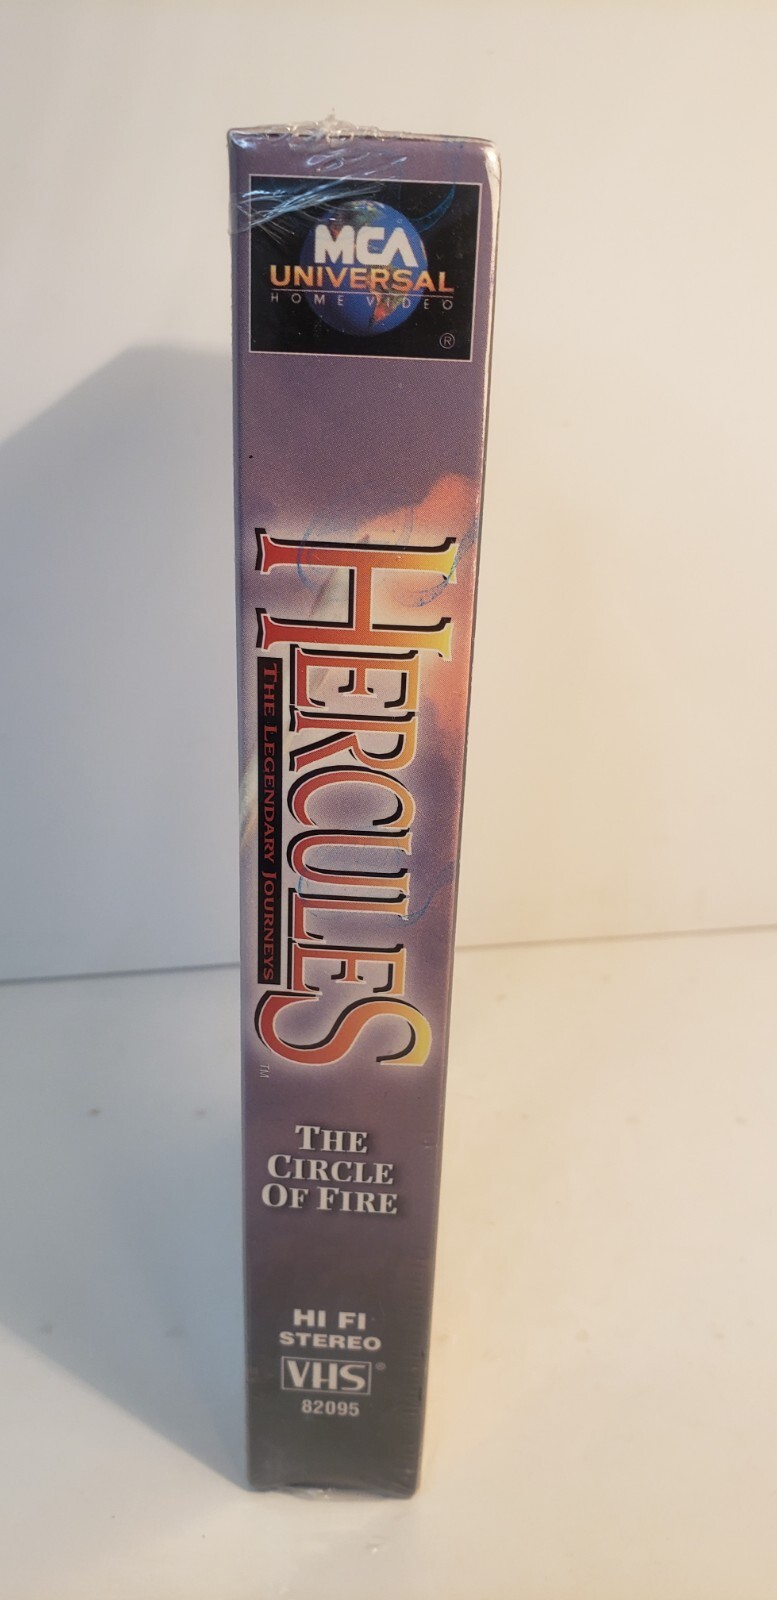 MCA
UNIVERSAL
HOME VIDEO
®
HERCULES
THE LEGENDARY JOURNEYS
TM
THE
CIRCLE
OF FIRE
HI FI
STEREO
VHS®
82095